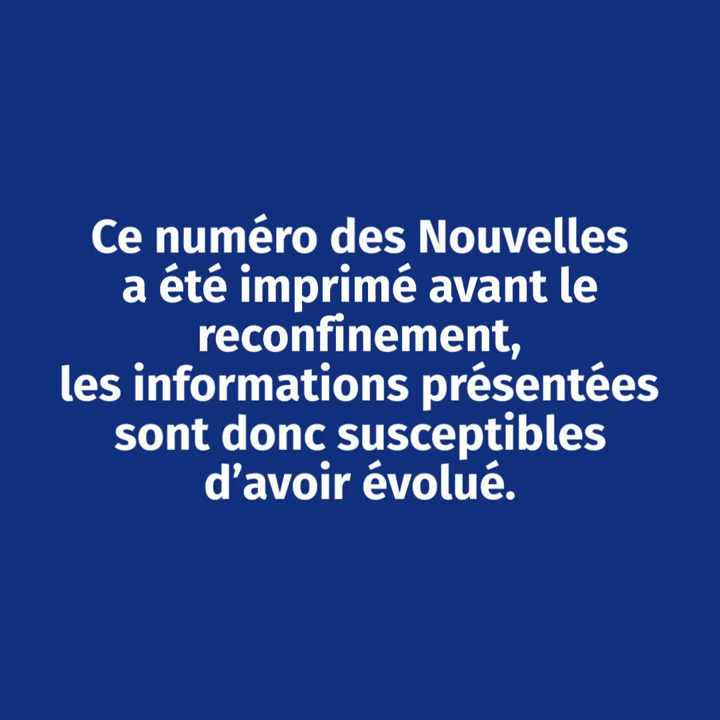 Ce numéro des Nouvelles
a été imprimé avant le
reconfinement,
les informations présentées
sont donc susceptibles
d’avoir évolué.